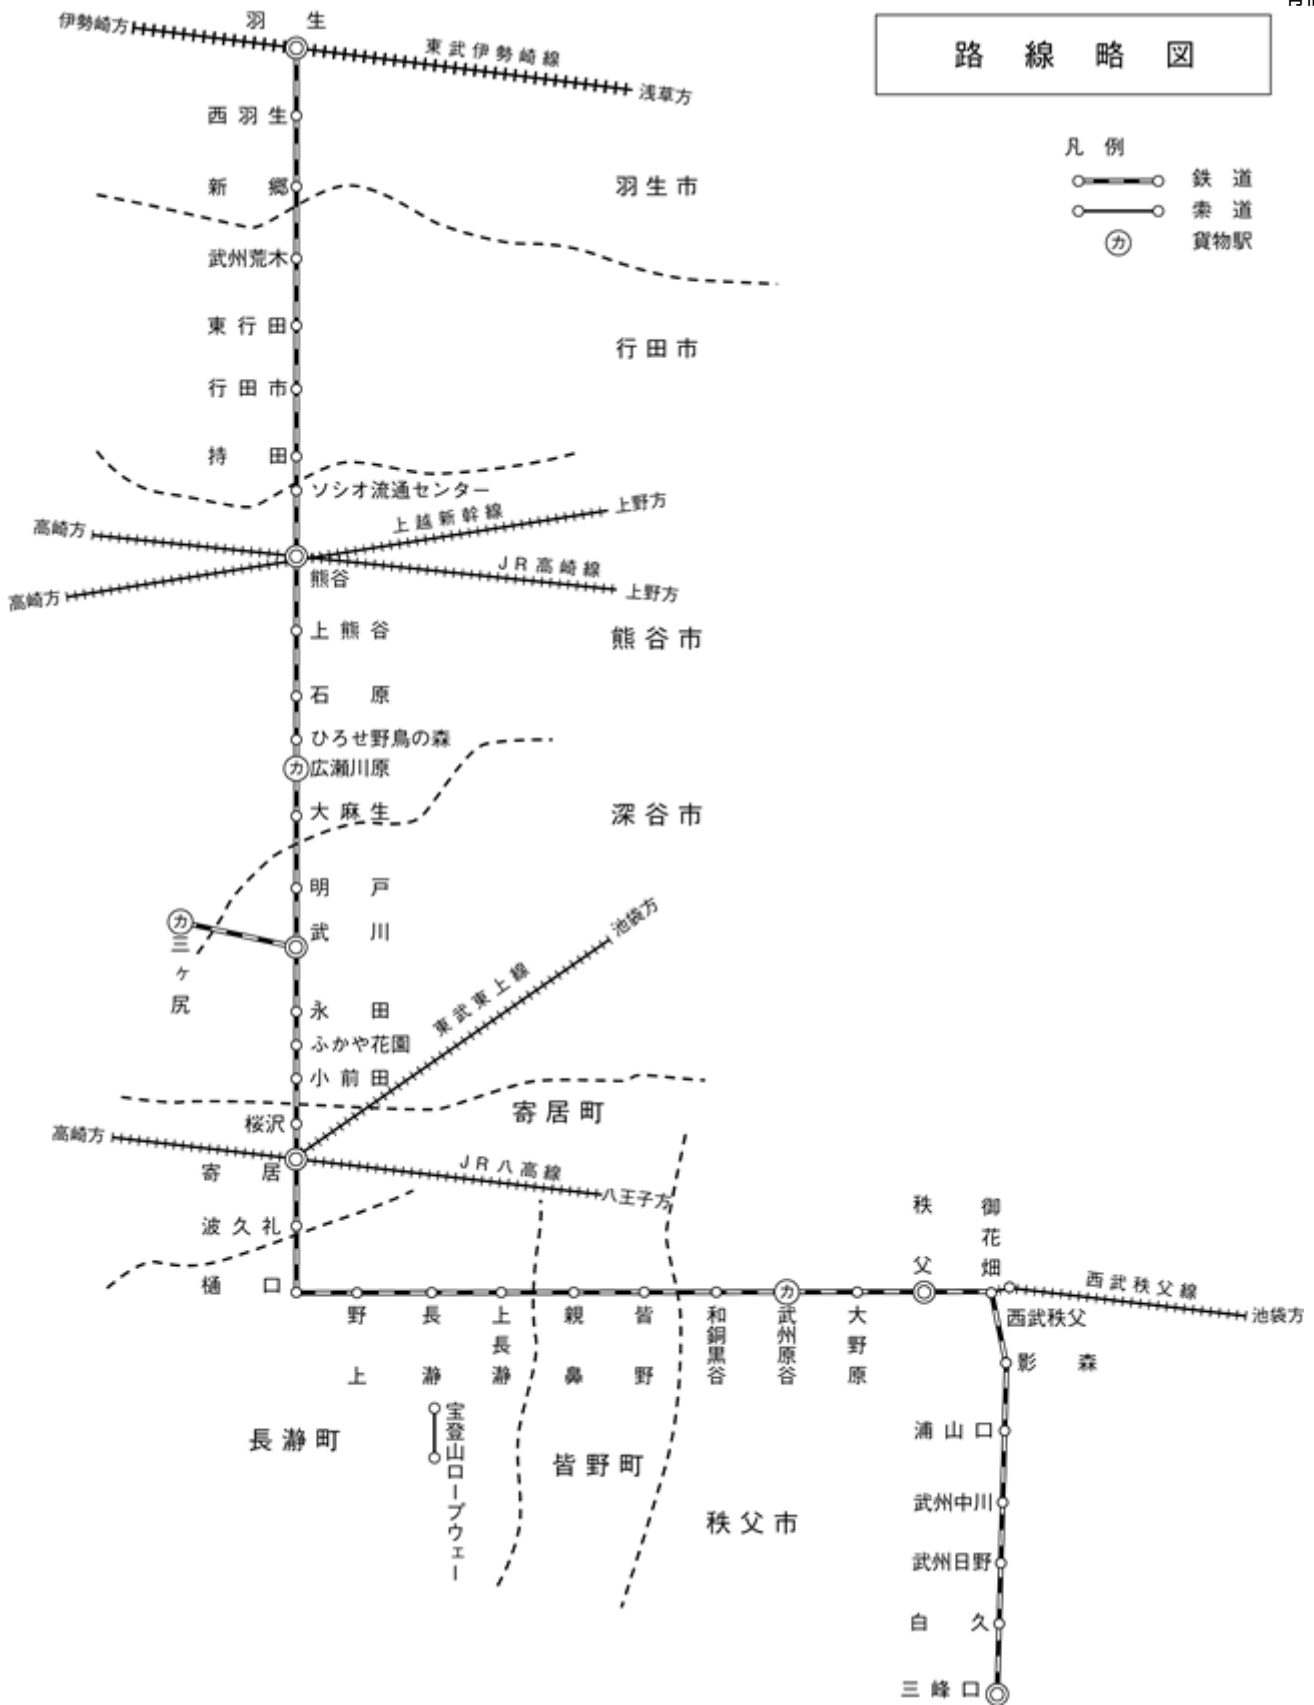 路線略図
凡例
鉄道
索道
貨物駅
羽生
伊勢崎方
東武伊勢崎線
浅草方
西羽生
新郷
羽生市
武州荒木
東行田
行田市
行田市
持田
ソシオ流通センター
上越新幹線
上野方
高崎方
JR高崎線
上野方
高崎方
熊谷
上熊谷
熊谷市
石原
ひろせ野鳥の森
カ
広瀬川原
大麻生
深谷市
明戸
カ
三ヶ尻
武川
池袋方
東武東上線
永田
ふかや花園
小前田
桜沢
寄居町
高崎方
寄居
JR八高線
八王子方
波久礼
樋口
野上
長瀞
上長瀞
親鼻
皆野
和銅黒谷
カ
武州原谷
大野原
秩父
御花畑
西武秩父線
池袋方
西武秩父
影森
長瀞町
宝登山ロープウェー
皆野町
秩父市
浦山口
武州中川
武州日野
白久
三峰口